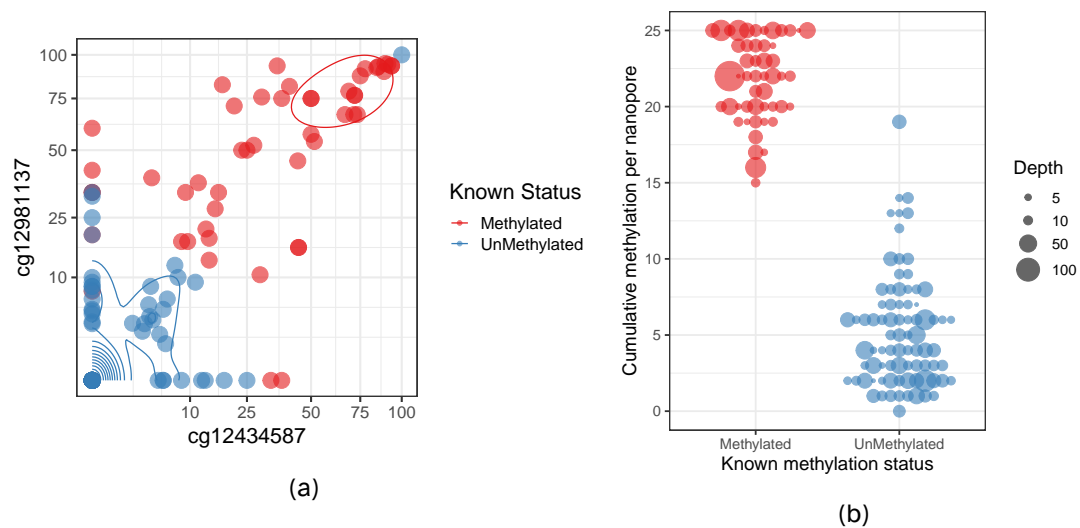 100
75
50
25
10
cg12981137
10
25
50
75
100
cg12434587
Known Status
Methylated
UnMethylated
(a)
25
20
15
10
5
0
Cumulative methylation per nanopore
Methylated
UnMethylated
Known methylation status
Depth
5
10
50
100
(b)